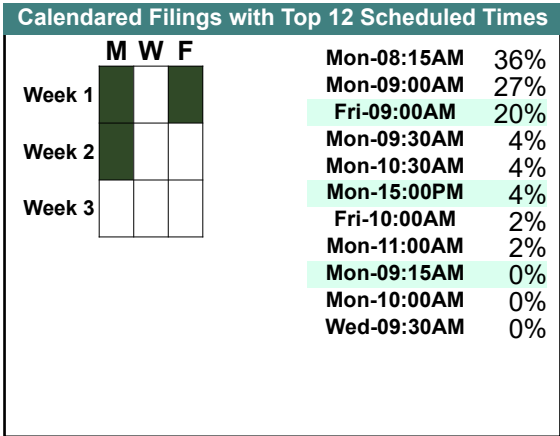 Calendared Filings with Top 12 Scheduled Times
M W F
Week 1
Week 2
Week 3
Mon-08:15AM 36%
Mon-09:00AM 27%
Fri-09:00AM 20%
Mon-09:30AM 4%
Mon-10:30AM 4%
Mon-15:00PM 4%
Fri-10:00AM 2%
Mon-11:00AM 2%
Mon-09:15AM 0%
Mon-10:00AM 0%
Wed-09:30AM 0%